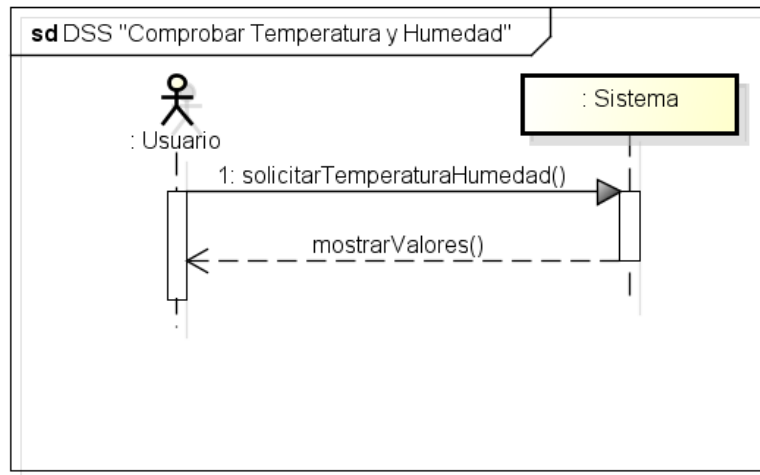 sd DSS "Comprobar Temperatura y Humedad"
: Usuario
: Sistema
1: solicitarTemperaturaHumedad()
mostrarValores()